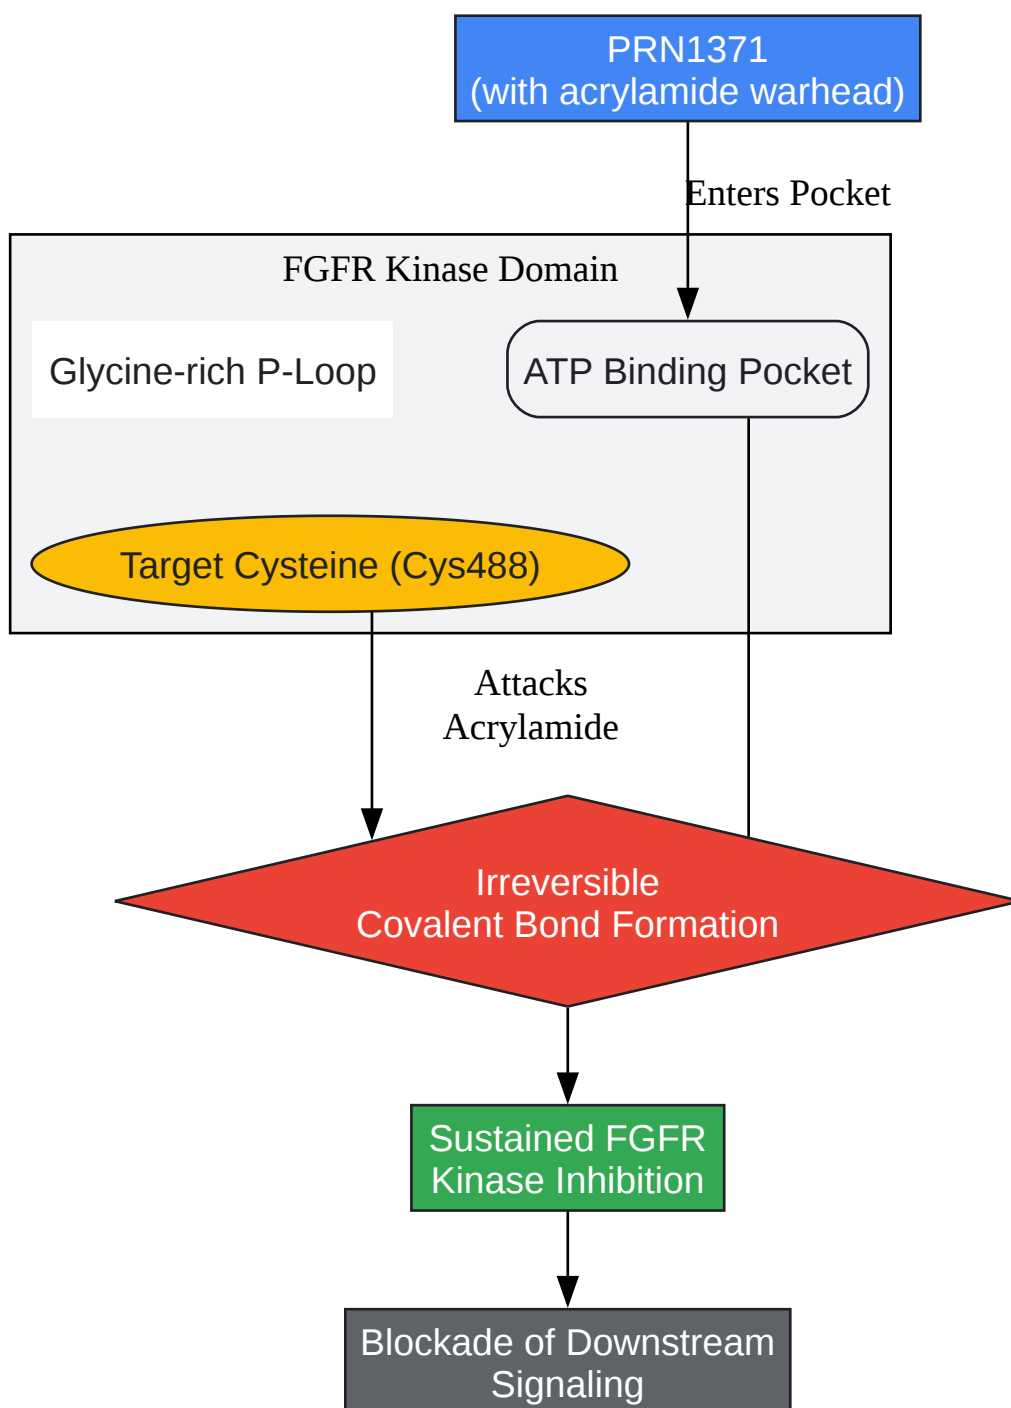 PRN1371
(with acrylamide warhead)
Enters Pocket
FGFR Kinase Domain
Glycine-rich P-Loop
ATP Binding Pocket
Target Cysteine (Cys488)
Attacks
Acrylamide
Irreversible
Covalent Bond Formation
Sustained FGFR
Kinase Inhibition
Blockade of Downstream
Signaling